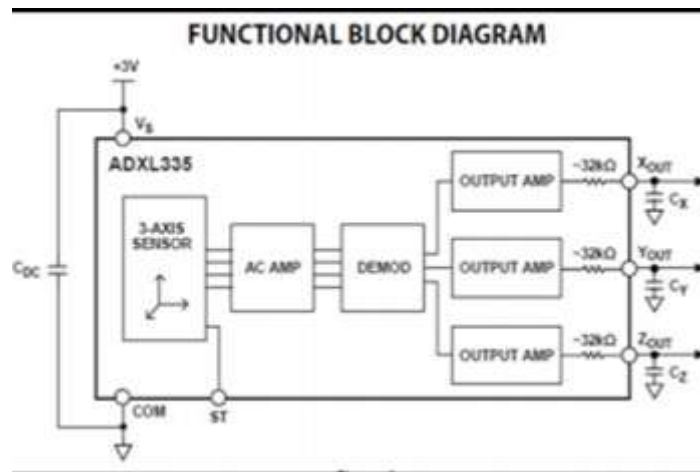 FUNCTIONAL BLOCK DIAGRAM
+3V
VS
ADXL335
3-AXIS
SENSOR
AC AMP
DEMOD
OUTPUT AMP
~32kΩ
XOUT
CX
OUTPUT AMP
~32kΩ
YOUT
CY
OUTPUT AMP
~32kΩ
ZOUT
CZ
CDC
COM
ST